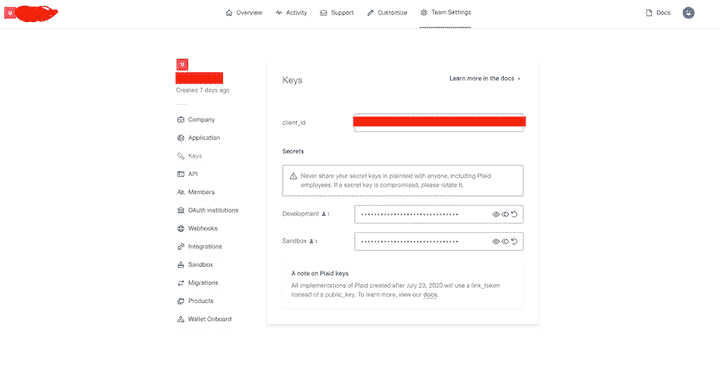 U
Overview
Activity
Support
Customize
Team Settings
Docs
U
Created 7 days ago
Company
Application
Keys
API
Members
OAuth institutions
Webhooks
Integrations
Sandbox
Migrations
Products
Wallet Onboard
Keys
Learn more in the docs
client_id
Secrets
Never share your secret keys in plaintext with anyone, including Plaid
employees. If a secret key is compromised, please rotate it.
Development
Sandbox
A note on Plaid keys
All implementations of Plaid created after July 22, 2020 will use a link_token
instead of a public_key. To learn more, view our docs.